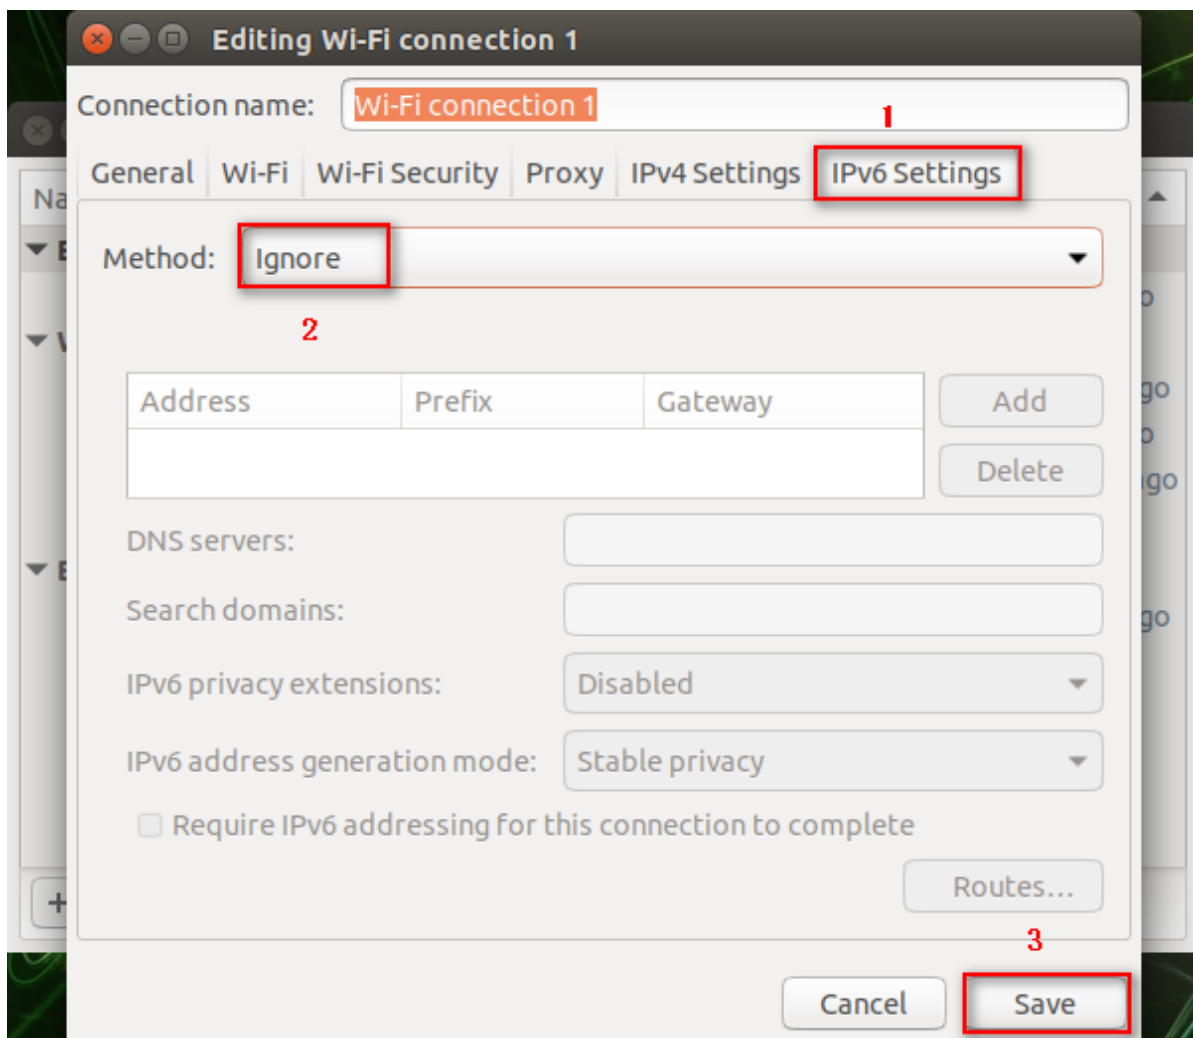 Editing Wi-Fi connection 1
Connection name: Wi-Fi connection 1
1
General Wi-Fi Wi-Fi Security Proxy IPv4 Settings IPv6 Settings
Method: Ignore
2
Address Prefix Gateway Add
Delete
DNS servers:
Search domains:
IPv6 privacy extensions: Disabled
IPv6 address generation mode: Stable privacy
Require IPv6 addressing for this connection to complete
Routes...
3
Cancel Save